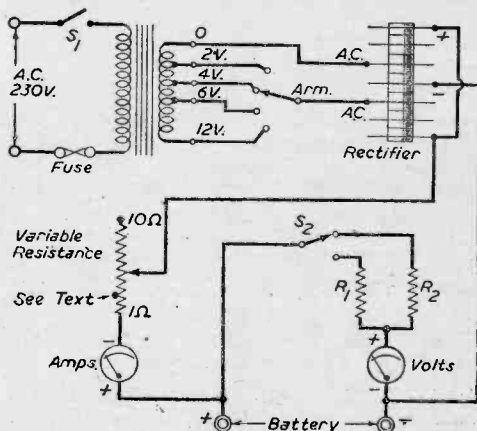 S1
A.C.
230V.
Fuse
O
2V.
4V.
6V.
12V.
Arm.
A.C.
A.C.
+
-
Rectifier
Variable
Resistance
10Ω
See Text
1Ω
-
Amps.
+
S2
R1
R2
+
Volts
-
+
Battery
-